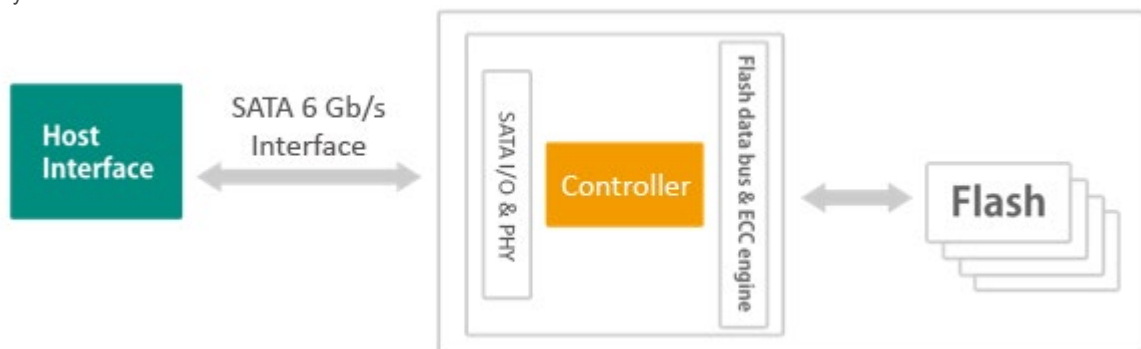 Host
Interface
SATA 6 Gb/s
Interface
SATA I/O & PHY
Controller
Flash data bus & ECC engine
Flash